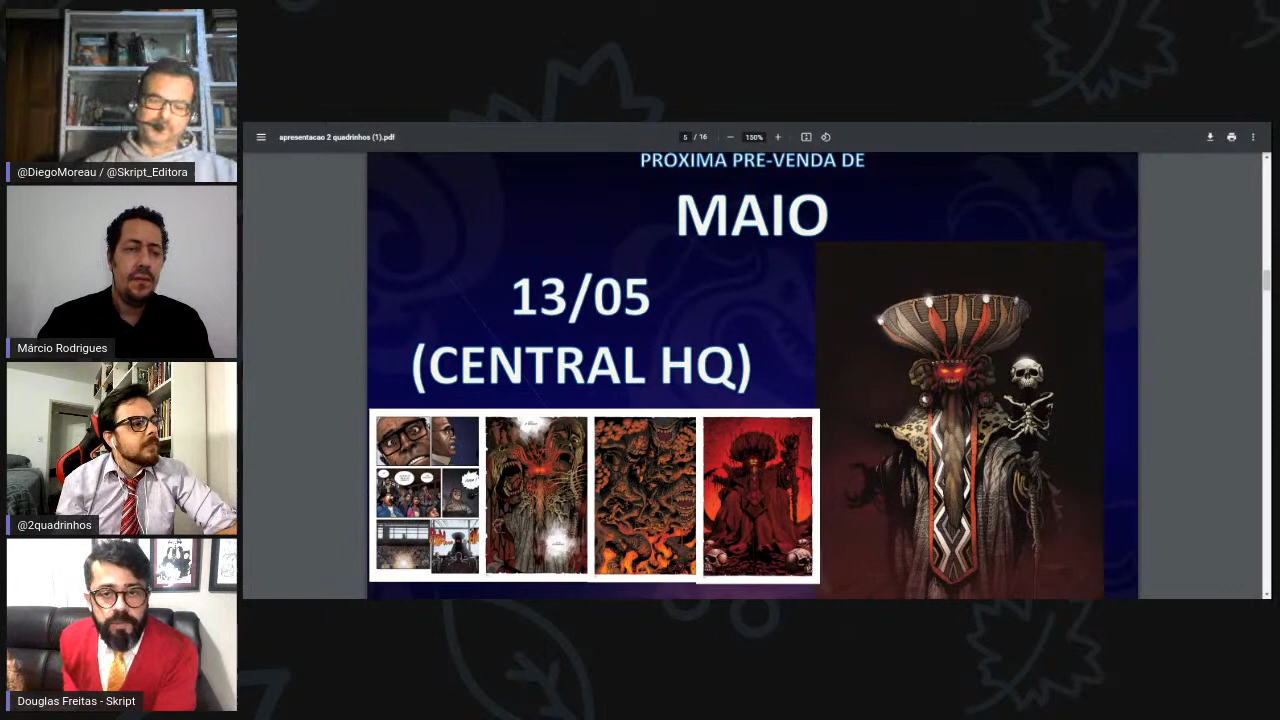 @DiegoMoreau / @Skript_Editora
Márcio Rodrigues
@2quadrinhos
Douglas Freitas - Skript
apresentacao 2 quadrinhos (1).pdf
5 / 16
150%
PROXIMA PRE-VENDA DE
MAIO
13/05
(CENTRAL HQ)